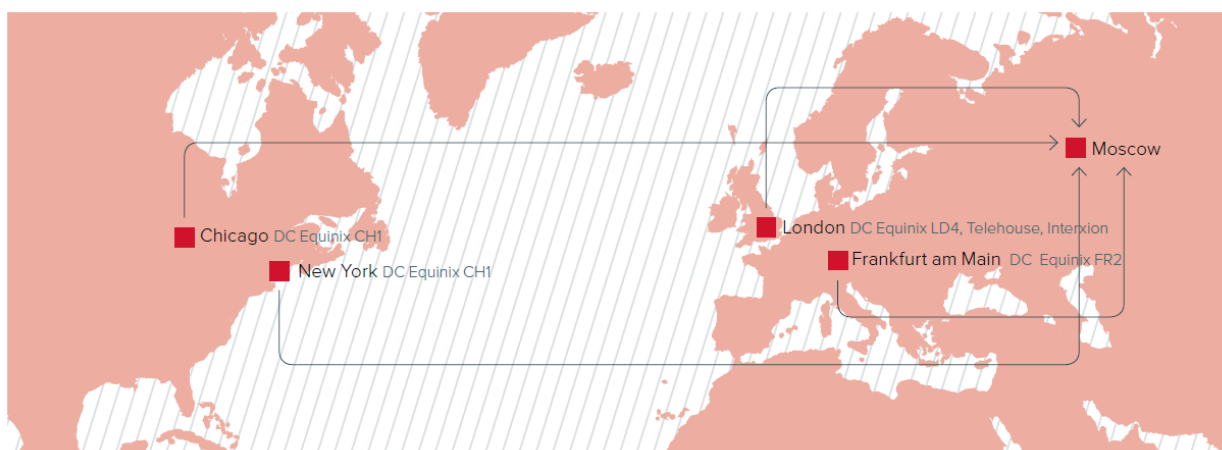 Moscow
Chicago DC Equinix CH1
London DC Equinix LD4, Telehouse, Interxion
New York DC Equinix CH1
Frankfurt am Main DC Equinix FR2